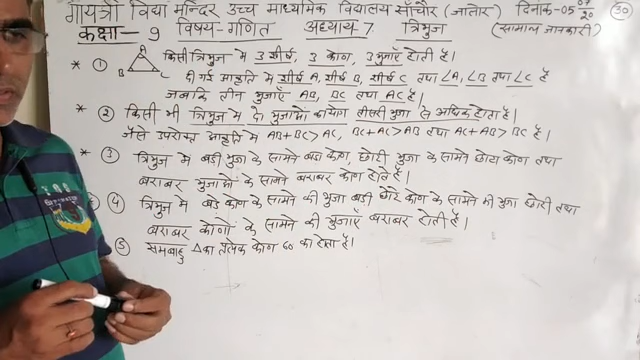 गायत्री विद्या मन्दिर उच्च माध्यमिक विद्यालय साँचौर (जालोर) दिनांक-05 07/20 30
कक्षा- 9 विषय-गणित अध्याय-7 त्रिभुज (सामान्य जानकारी)
* ① A B C किसी त्रिभुज में 3 शीर्ष, 3 कोण, 3 भुजाएँ होती है।
दी गई आकृति में शीर्ष A, शीर्ष B, शीर्ष C तथा ∠A, ∠B तथा ∠C है
जबकि तीन भुजाएँ AB, BC तथा AC है।
* ② किसी भी त्रिभुज में दो भुजाओं का योग तीसरी भुजा से अधिक होता है।
जैसे उपरोक्त आकृति में AB+BC>AC, BC+AC>AB तथा AC+AB>BC है।
* ③ त्रिभुज में बडी भुजा के सामने बडा कोण, छोटी भुजा के सामने छोटा कोण तथा
बराबर भुजाओं के सामने बराबर कोण होते है।
④ त्रिभुज में बडे कोण के सामने की भुजा बडी छोटे कोण के सामने की भुजा छोटी तथा
बराबर कोणों के सामने की भुजाएँ बराबर होती है।
⑤ समबाहु △ का प्रत्येक कोण 60 का होता है।